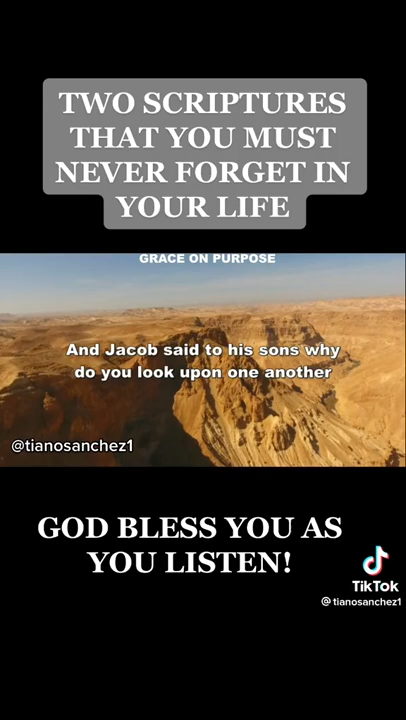 TWO SCRIPTURES
THAT YOU MUST
NEVER FORGET IN
YOUR LIFE
GRACE ON PURPOSE
And Jacob said to his sons why
do you look upon one another
@tianosanchez1
GOD BLESS YOU AS
YOU LISTEN!
TikTok
@tianosanchez1